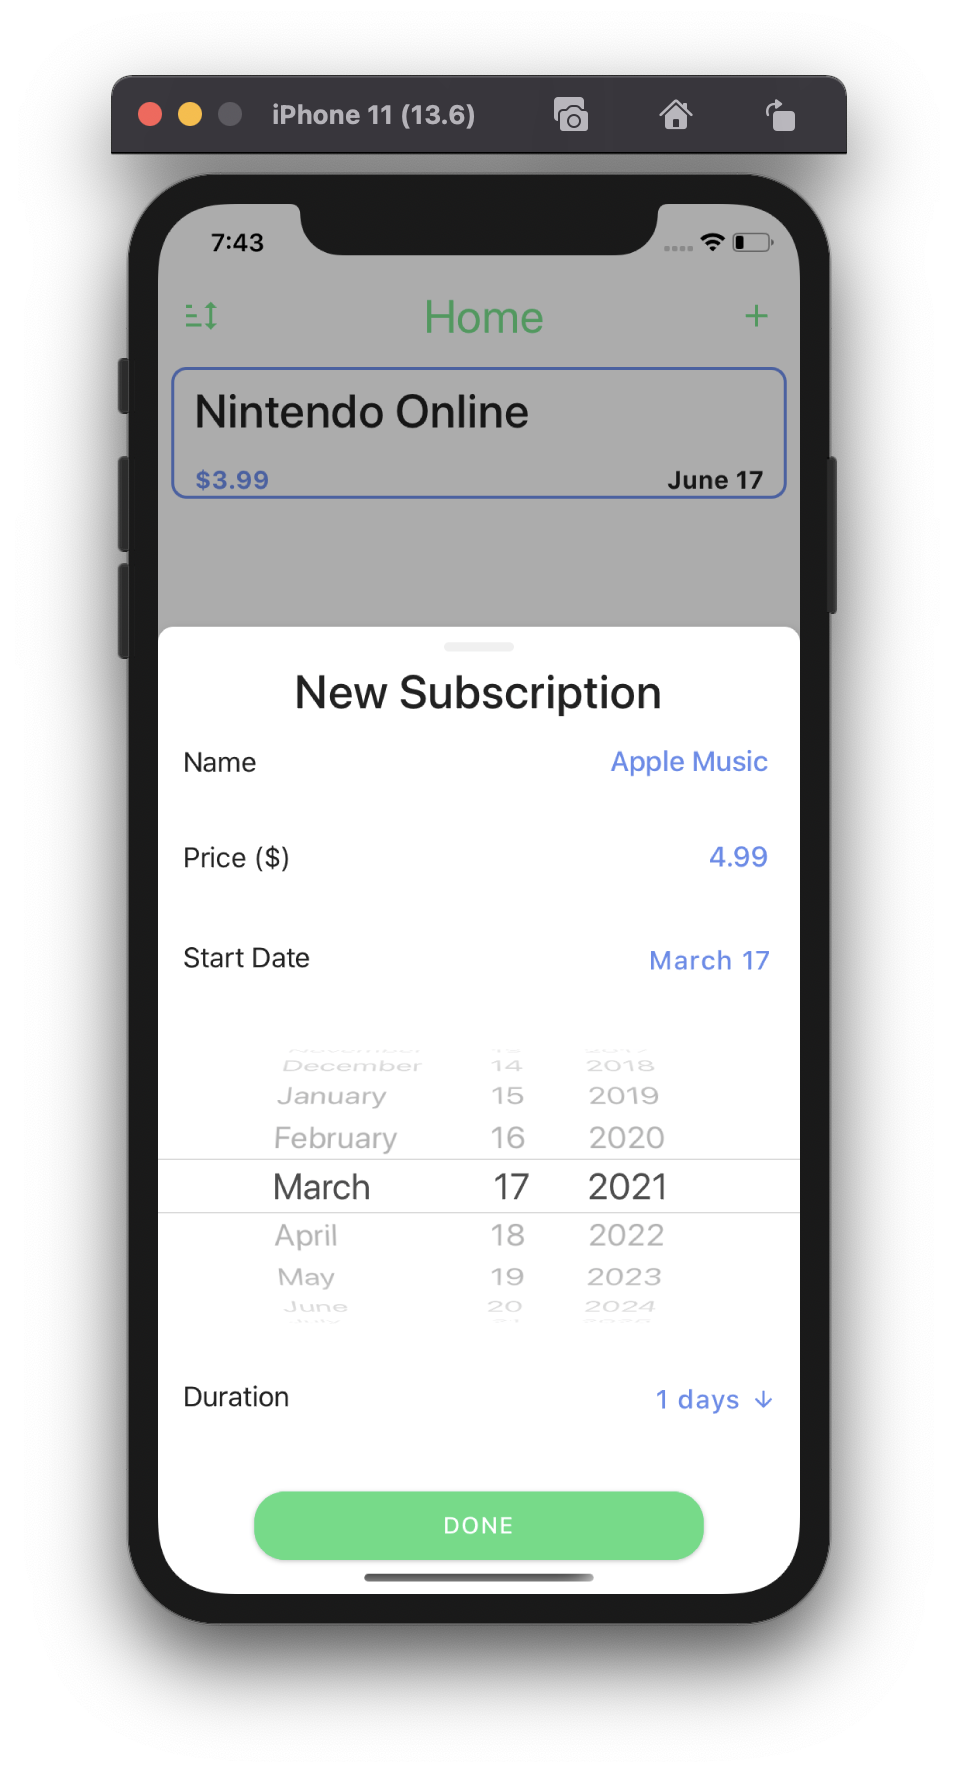 iPhone 11 (13.6)
7:43
Home
+
Nintendo Online
$3.99 June 17
New Subscription
Name Apple Music
Price ($) 4.99
Start Date March 17
December 14 2018
January 15 2019
February 16 2020
March 17 2021
April 18 2022
May 19 2023
June 20 2024
Duration 1 days ↓
DONE